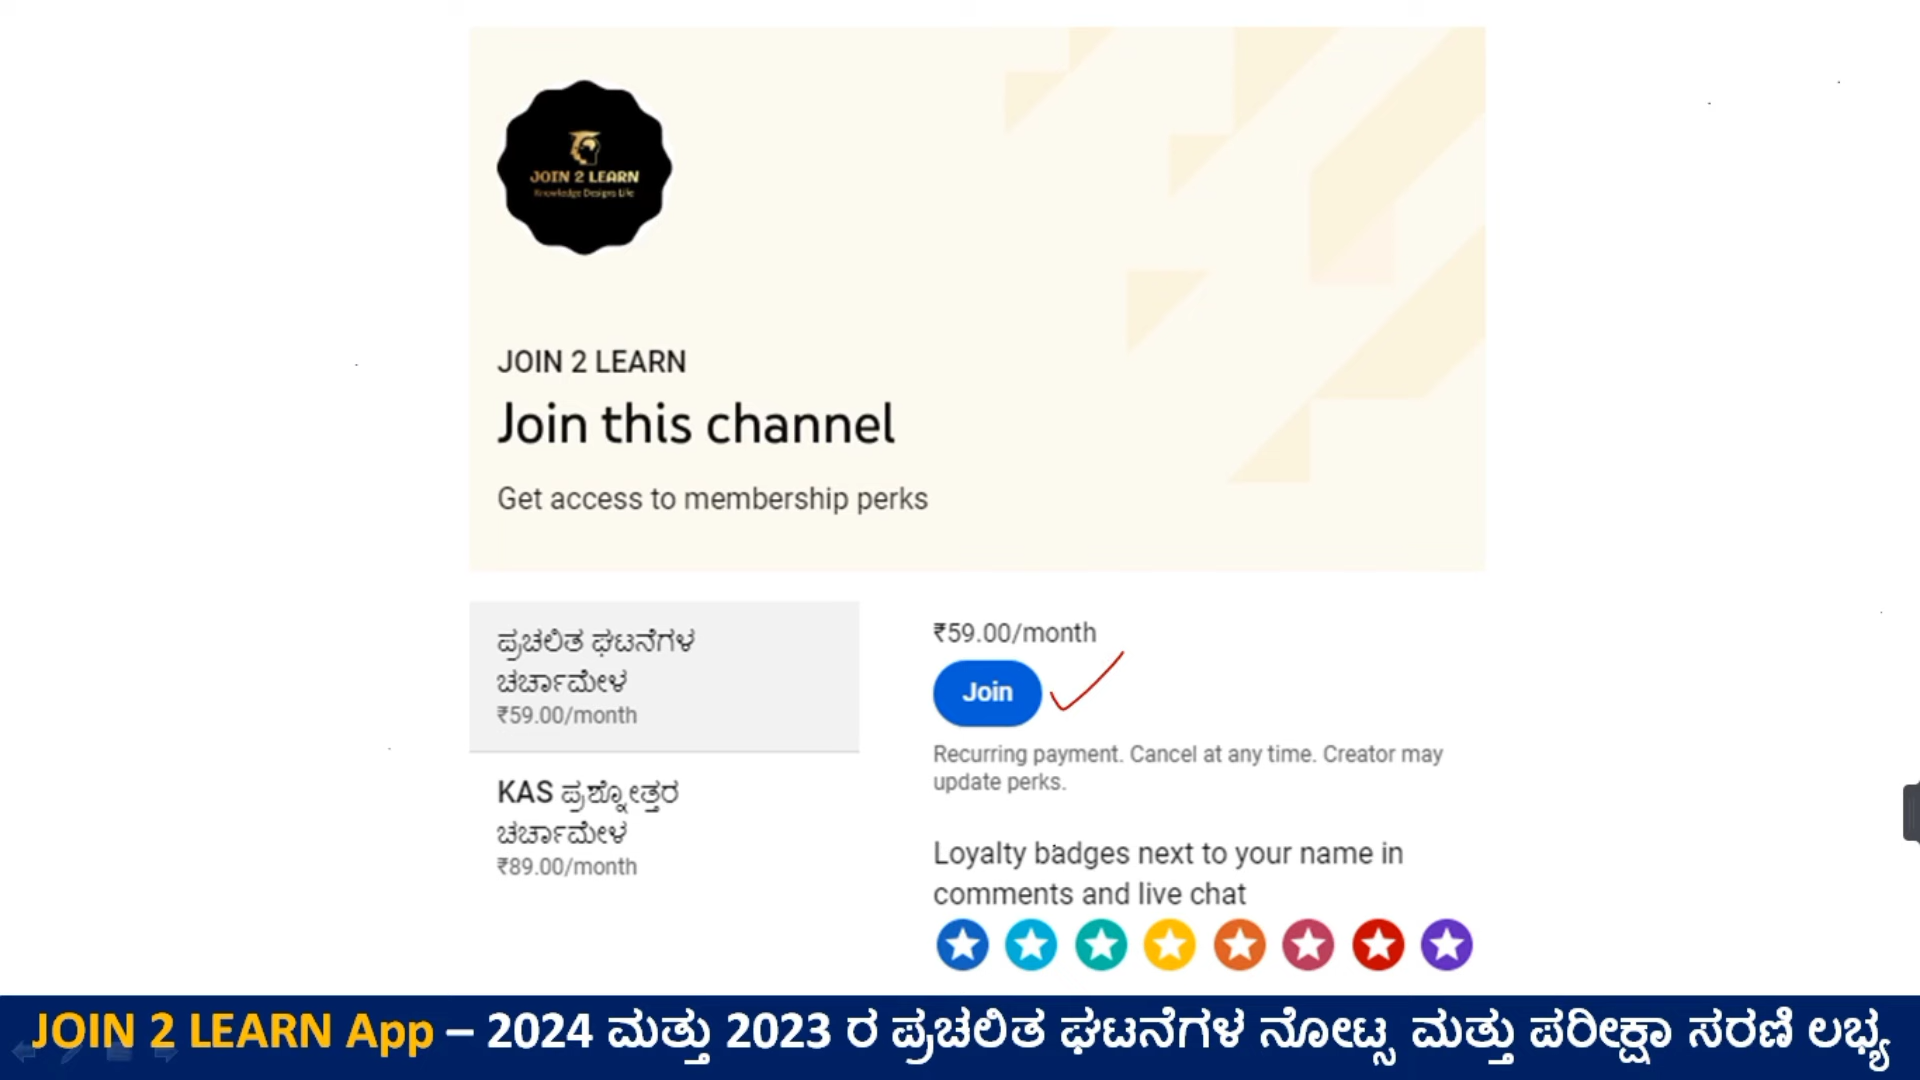 JOIN 2 LEARN
Knowledge Designs Life
JOIN 2 LEARN
Join this channel
Get access to membership perks
ಪ್ರಚಲಿತ ಘಟನೆಗಳ
ಚರ್ಚಾಮೇಳ
₹59.00/month
KAS ಪ್ರಶ್ನೋತ್ತರ
ಚರ್ಚಾಮೇಳ
₹89.00/month
₹59.00/month
Join
Recurring payment. Cancel at any time. Creator may
update perks.
Loyalty badges next to your name in
comments and live chat
JOIN 2 LEARN App – 2024 ಮತ್ತು 2023 ರ ಪ್ರಚಲಿತ ಘಟನೆಗಳ ನೋಟ್ಸ ಮತ್ತು ಪರೀಕ್ಷಾ ಸರಣಿ ಲಭ್ಯ